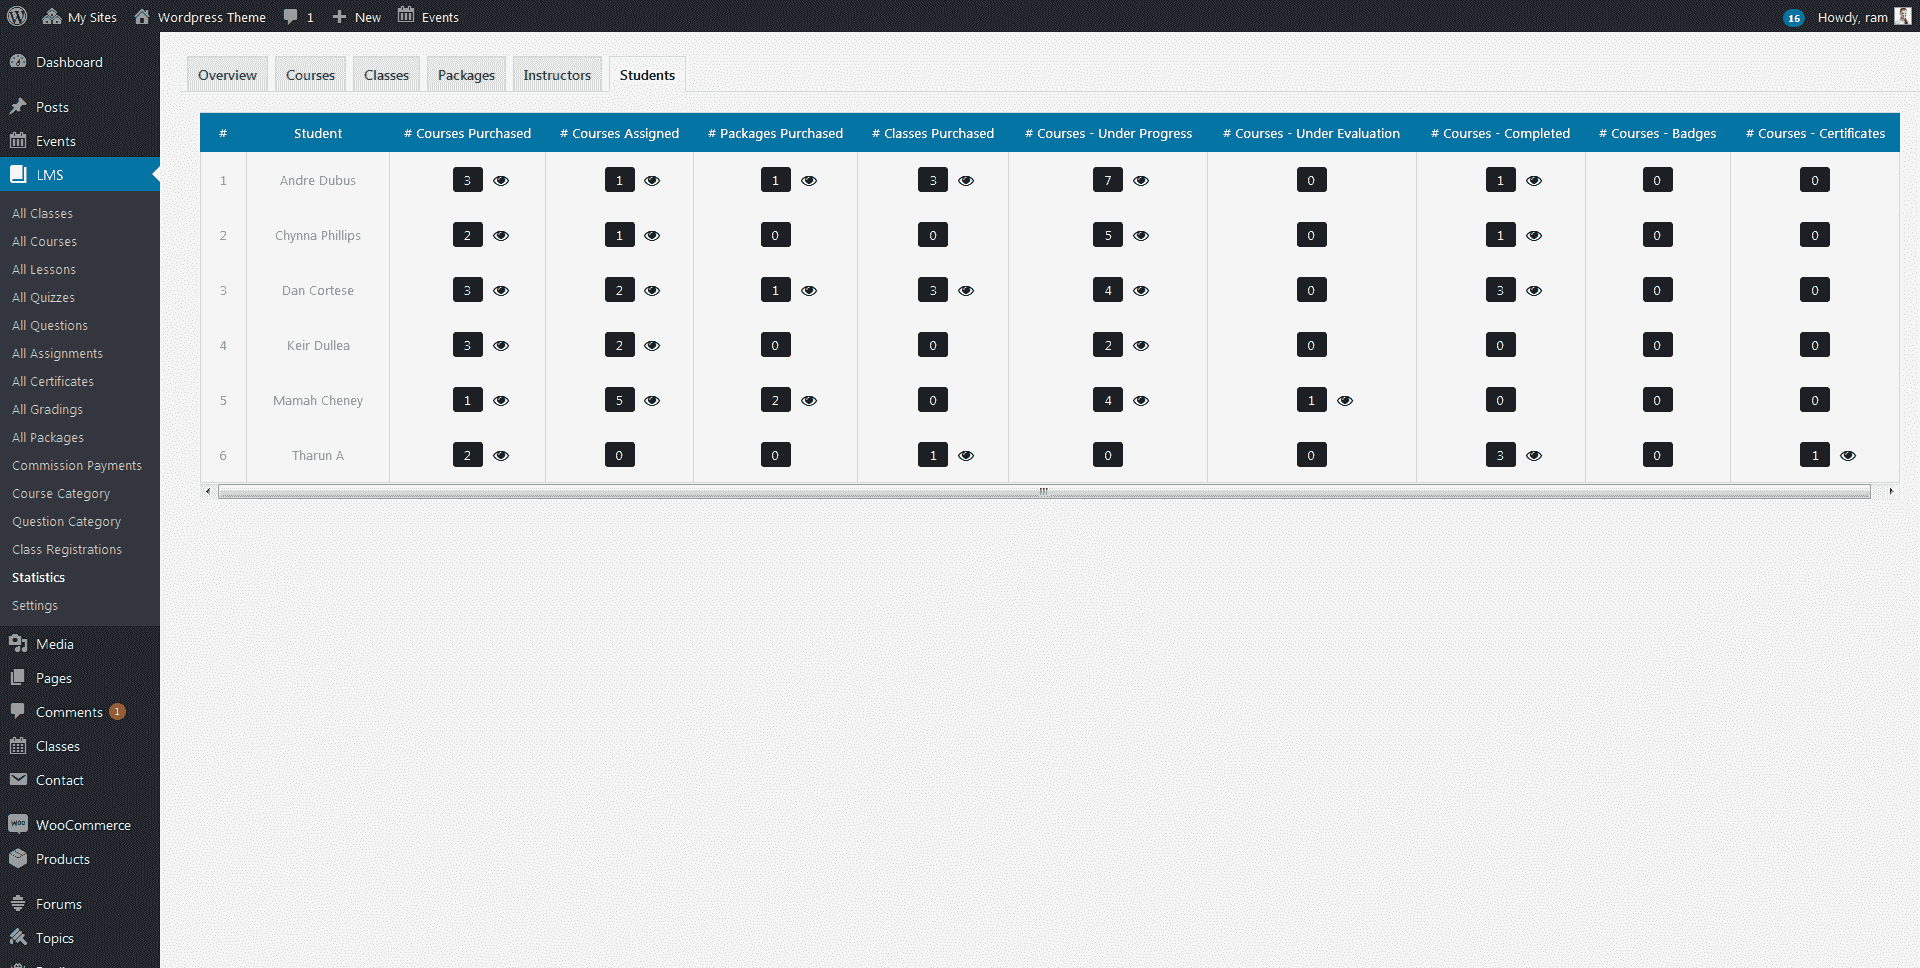 My Sites Wordpress Theme 1 New Events 16 Howdy, ram
Dashboard
Posts
Events
LMS
All Classes
All Courses
All Lessons
All Quizzes
All Questions
All Assignments
All Certificates
All Gradings
All Packages
Commission Payments
Course Category
Question Category
Class Registrations
Statistics
Settings
Media
Pages
Comments 1
Classes
Contact
WooCommerce
Products
Forums
Topics
Overview Courses Classes Packages Instructors Students
# Student # Courses Purchased # Courses Assigned # Packages Purchased # Classes Purchased # Courses - Under Progress # Courses - Under Evaluation # Courses - Completed # Courses - Badges # Courses - Certificates
1 Andre Dubus 3 1 1 3 7 0 1 0 0
2 Chynna Phillips 2 1 0 0 5 0 1 0 0
3 Dan Cortese 3 2 1 3 4 0 3 0 0
4 Keir Dullea 3 2 0 0 2 0 0 0 0
5 Mamah Cheney 1 5 2 0 4 1 0 0 0
6 Tharun A 2 0 0 1 0 0 3 0 1